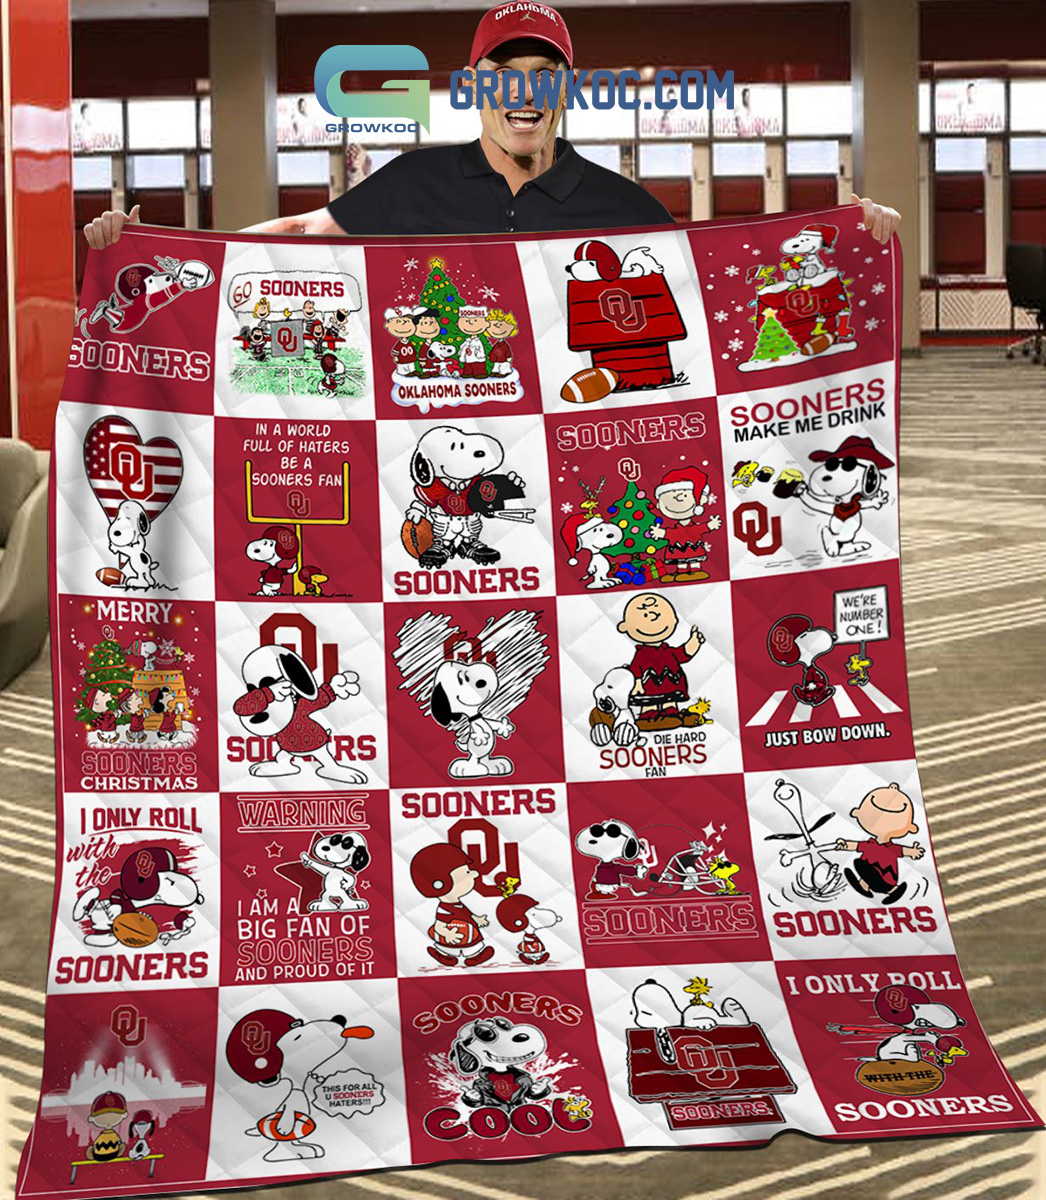 OKLAHOMA
GROWKOC.COM
GROWKOC
SOONERS
GO SOONERS
OU
SOONERS
OKLAHOMA SOONERS
OU
OU
OU
IN A WORLD
FULL OF HATERS
BE A
SOONERS FAN
OU
SOONERS
SOONERS
OU
SOONERS
MAKE ME DRINK
OU
MERRY
SOONERS
CHRISTMAS
OU
SOONERS
OU
DIE HARD
SOONERS
FAN
WE'RE
NUMBER
ONE!
JUST BOW DOWN.
I ONLY ROLL
with
the
SOONERS
WARNING
I AM A
BIG FAN OF
SOONERS
AND PROUD OF IT
SOONERS
OU
SOONERS
SOONERS
OU
OU
THIS FOR ALL
U SOONERS
HATERS!!!
SOONERS
COOL
OU
SOONERS
I ONLY ROLL
WITH THE
SOONERS